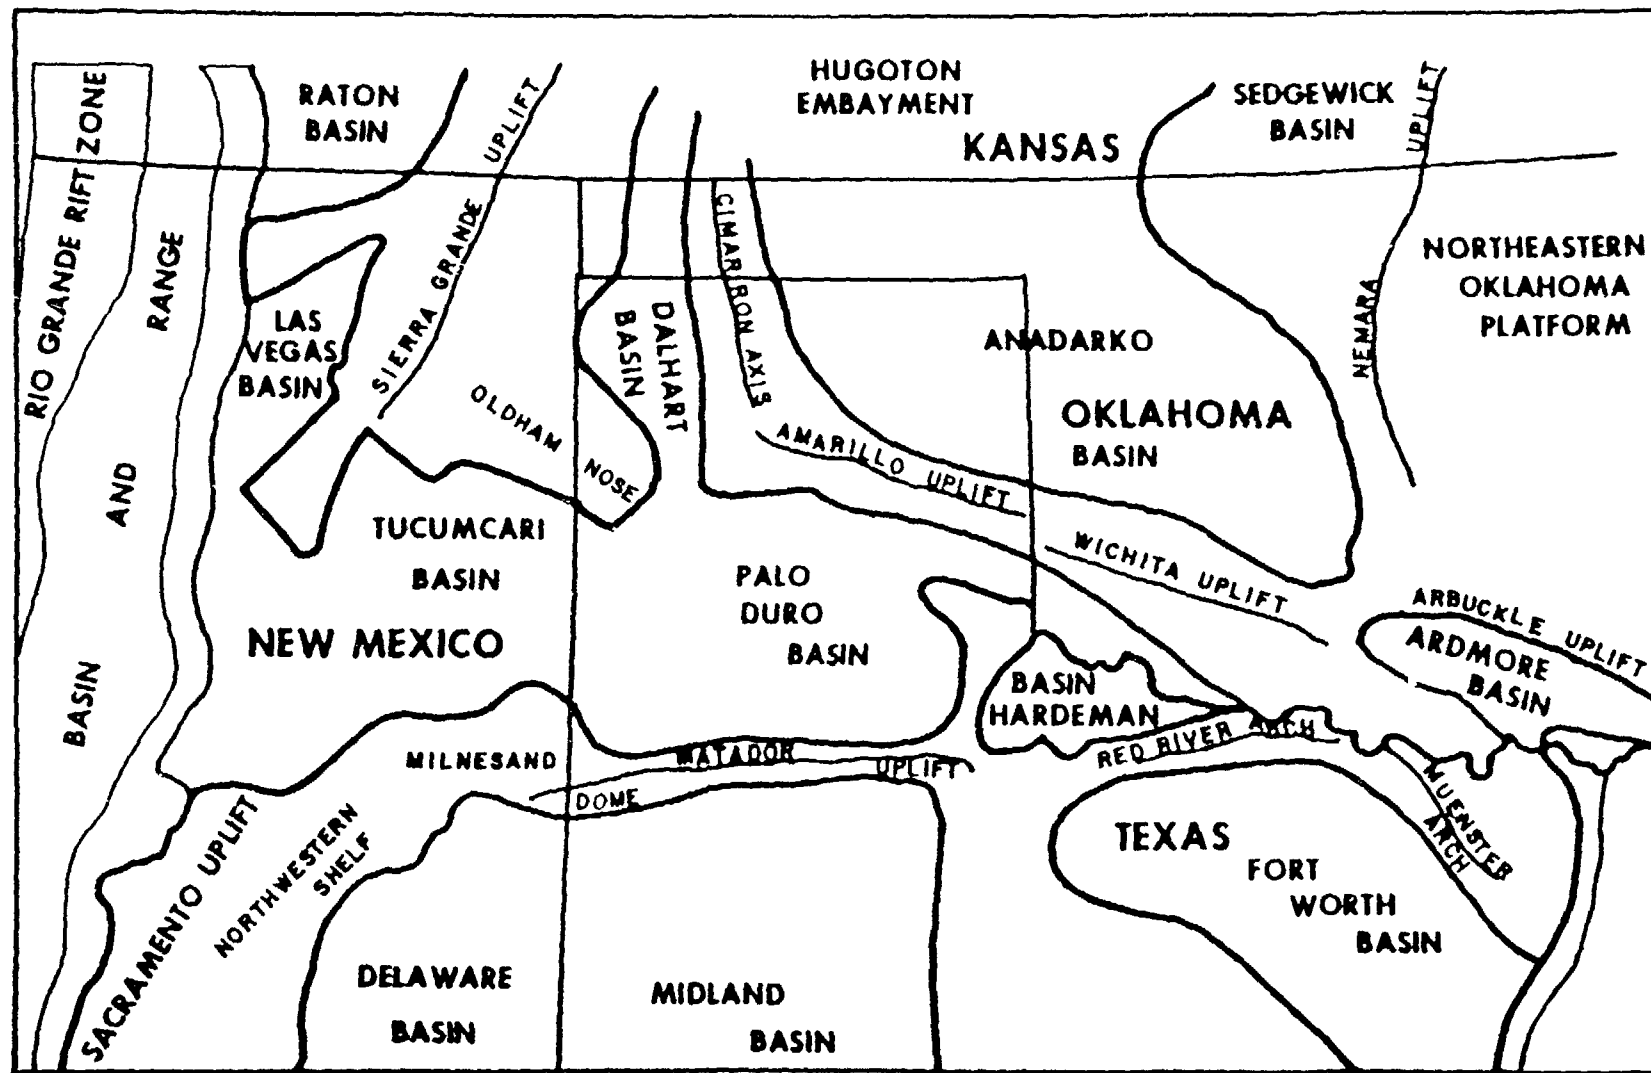 RATON
BASIN
HUGOTON
EMBAYMENT
KANSAS
SEDGEWICK
BASIN
NEMARA UPLIFT
RIO GRANDE RIFT ZONE
BASIN AND RANGE
SIERRA GRANDE UPLIFT
NORTHEASTERN
OKLAHOMA
PLATFORM
LAS
VEGAS
BASIN
DALHART
BASIN
CIMARRON AXIS
ANADARKO
OKLAHOMA
BASIN
OLDHAM NOSE
AMARILLO UPLIFT
TUCUMCARI
BASIN
PALO
DURO
BASIN
WICHITA UPLIFT
ARBUCKLE UPLIFT
ARDMORE
BASIN
NEW MEXICO
BASIN
HARDEMAN
RED RIVER ARCH
MILNESAND
DOME
MATADOR UPLIFT
MUENSTER
ARCH
TEXAS
SACRAMENTO UPLIFT
NORTHWESTERN
SHELF
FORT
WORTH
BASIN
DELAWARE
BASIN
MIDLAND
BASIN